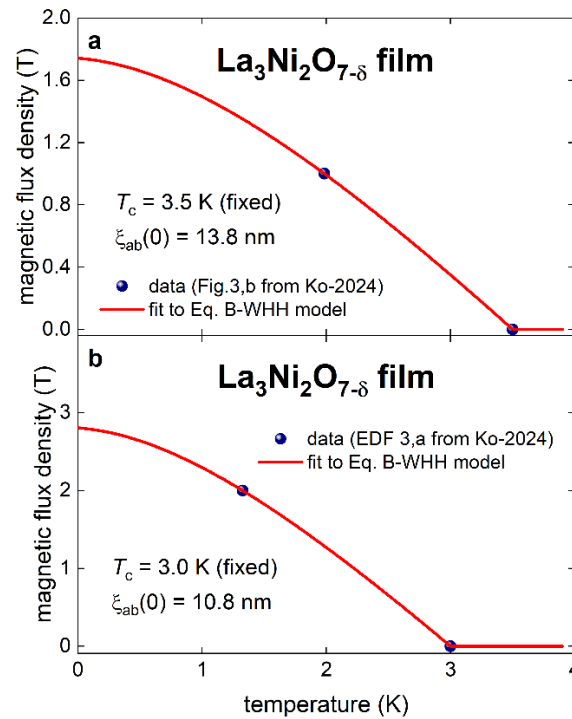 a
La₃Ni₂O₇₋δ film
magnetic flux density (T)
2.0
1.6
1.2
0.8
0.4
0.0
Tc = 3.5 K (fixed)
ξab(0) = 13.8 nm
data (Fig.3,b from Ko-2024)
fit to Eq. B-WHH model
b
La₃Ni₂O₇₋δ film
magnetic flux density (T)
3
2
1
0
data (EDF 3,a from Ko-2024)
fit to Eq. B-WHH model
Tc = 3.0 K (fixed)
ξab(0) = 10.8 nm
0 1 2 3 4
temperature (K)